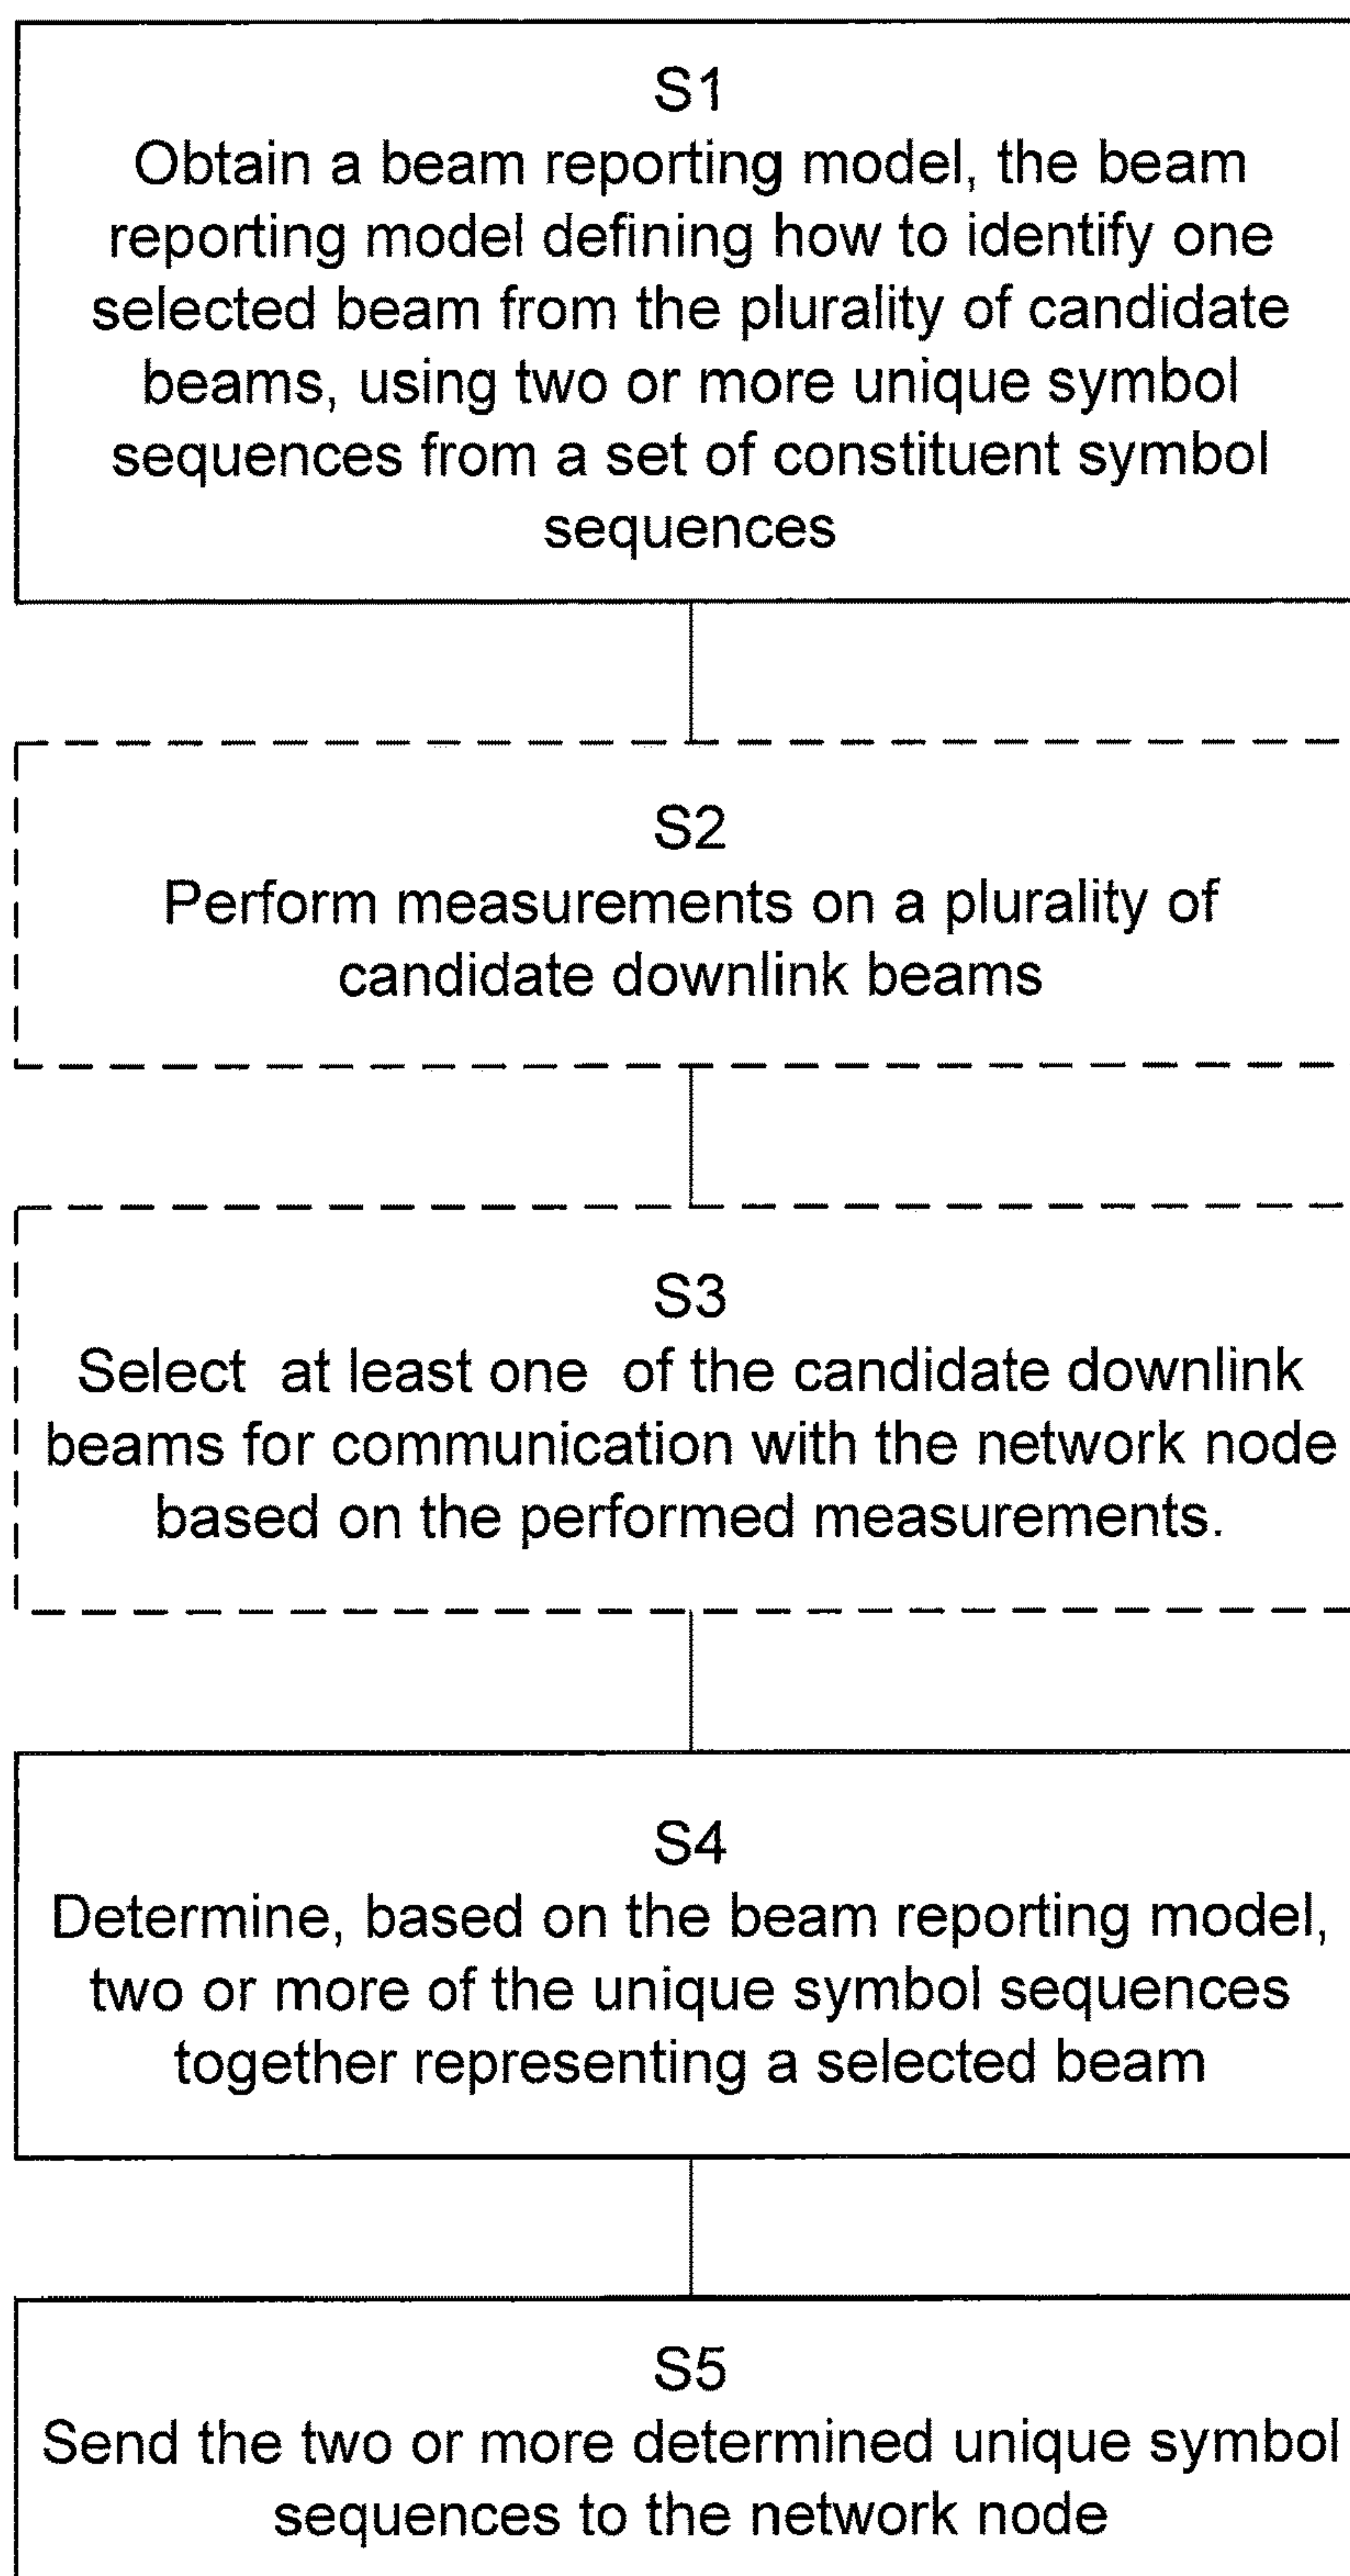 S1
Obtain a beam reporting model, the beam
reporting model defining how to identify one
selected beam from the plurality of candidate
beams, using two or more unique symbol
sequences from a set of constituent symbol
sequences
S2
Perform measurements on a plurality of
candidate downlink beams
S3
Select at least one of the candidate downlink
beams for communication with the network node
based on the performed measurements.
S4
Determine, based on the beam reporting model,
two or more of the unique symbol sequences
together representing a selected beam
S5
Send the two or more determined unique symbol
sequences to the network node